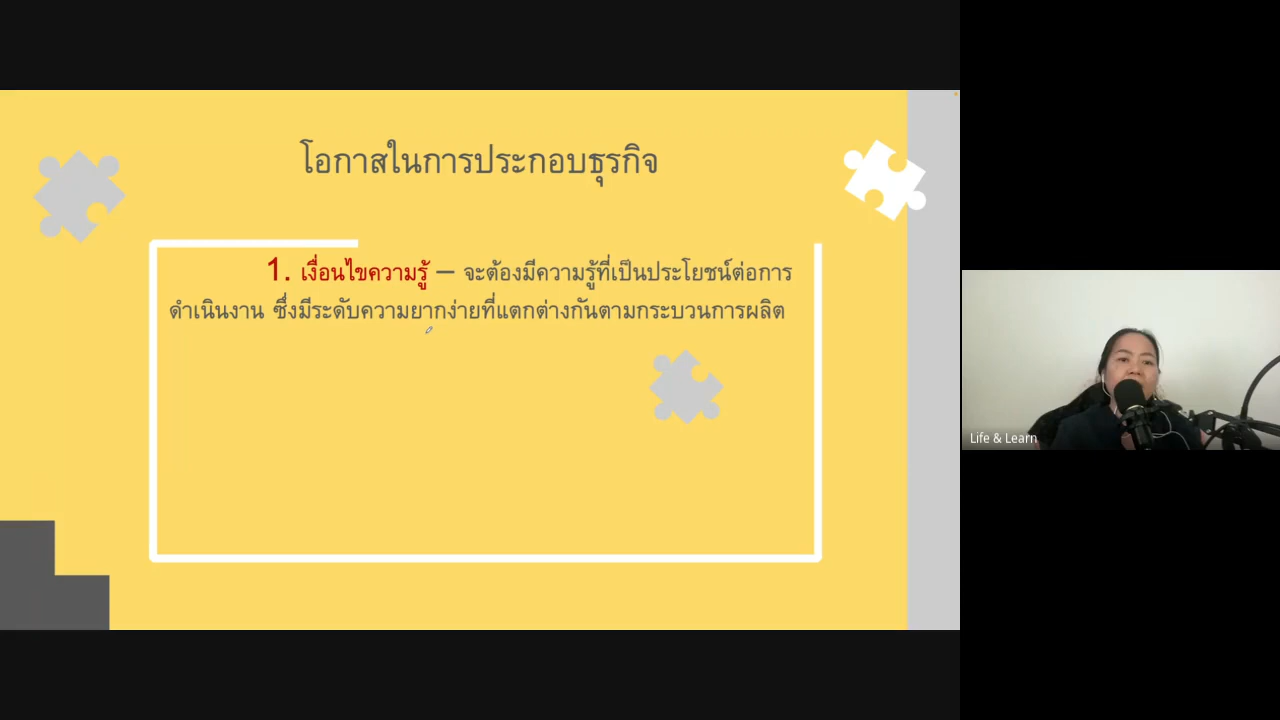 โอกาสในการประกอบธุรกิจ
1. เงื่อนไขความรู้ – จะต้องมีความรู้ที่เป็นประโยชน์ต่อการ
ดำเนินงาน ซึ่งมีระดับความยากง่ายที่แตกต่างกันตามกระบวนการผลิต
Life & Learn